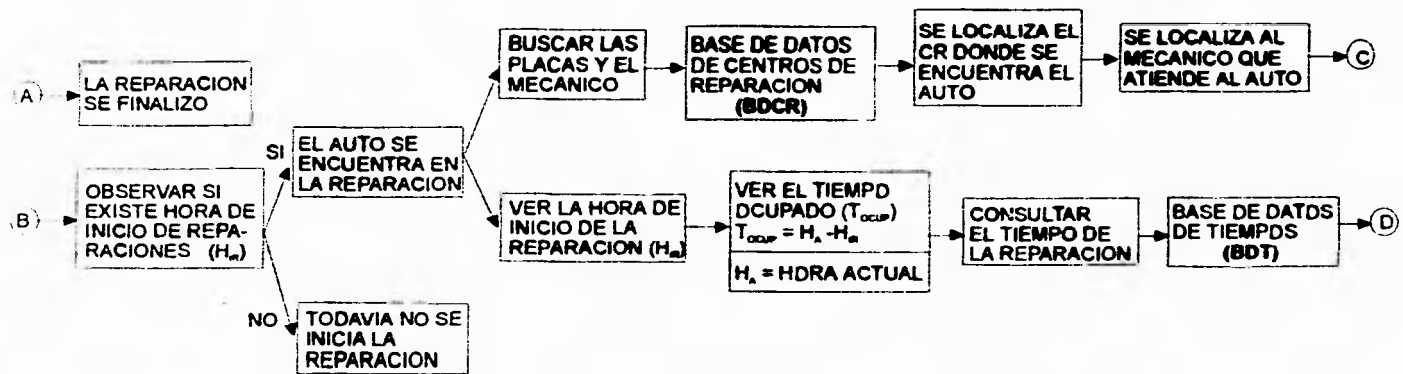 A
LA REPARACION
SE FINALIZO
B
OBSERVAR SI
EXISTE HORA DE
INICIO DE REPA-
RACIONES (HIR)
SI
EL AUTO SE
ENCUENTRA EN
LA REPARACION
NO
TODAVIA NO SE
INICIA LA
REPARACION
BUSCAR LAS
PLACAS Y EL
MECANICO
BASE DE DATOS
DE CENTROS DE
REPARACION
(BDCR)
SE LOCALIZA EL
CR DONDE SE
ENCUENTRA EL
AUTO
SE LOCALIZA AL
MECANICO QUE
ATIENDE AL AUTO
C
VER LA HORA DE
INICIO DE LA
REPARACION (HIR)
VER EL TIEMPD
DCUPADO (TOCUP)
TOCUP = HA - HIR
HA = HDRA ACTUAL
CONSULTAR
EL TIEMPO DE
LA REPARACION
BASE DE DATDS
DE TIEMPDS
(BDT)
D